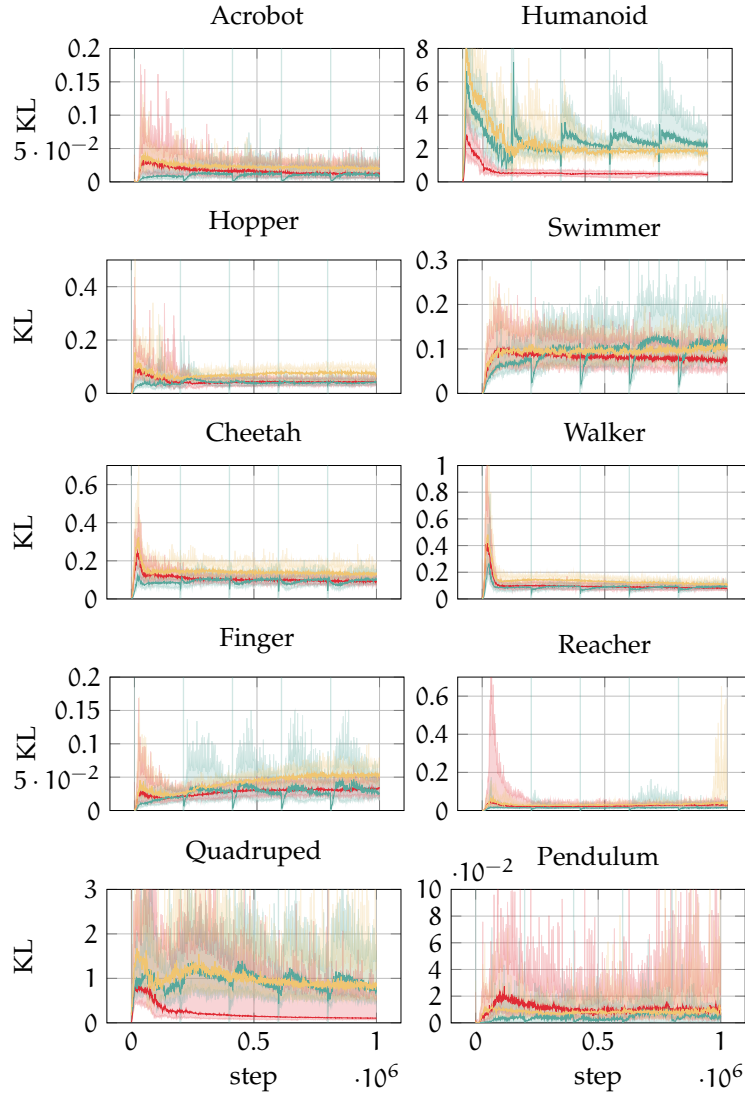 Acrobot Humanoid
0.2 8
0.15 6
KL 0.1 4
5 · 10⁻² 2
0 0
Hopper Swimmer
0.3
0.4
KL 0.2 0.2
0.1
0 0
Cheetah Walker
1
0.6 0.8
KL 0.4 0.6
0.4
0.2 0.2
0 0
Finger Reacher
0.2
0.15 0.6
KL 0.1 0.4
5 · 10⁻² 0.2
0 0
Quadruped Pendulum
·10⁻²
3 10
8
KL 2 6
1 4
2
0 0
0 0.5 1 0 0.5 1
step ·10⁶ step ·10⁶